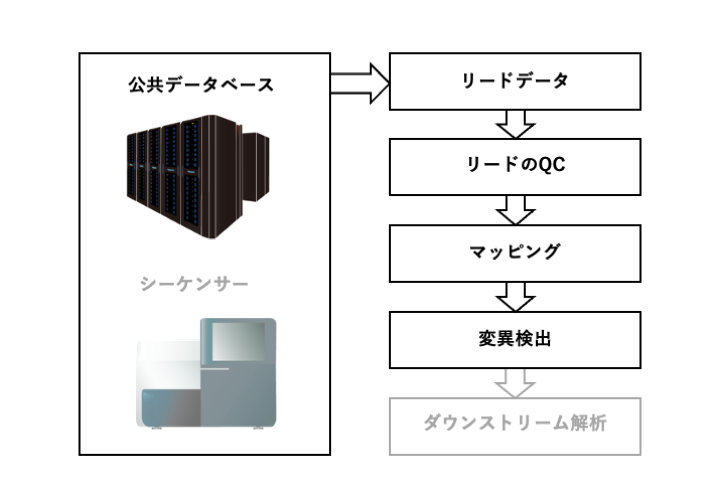 公共データベース
シーケンサー
リードデータ
リードのQC
マッピング
変異検出
ダウンストリーム解析